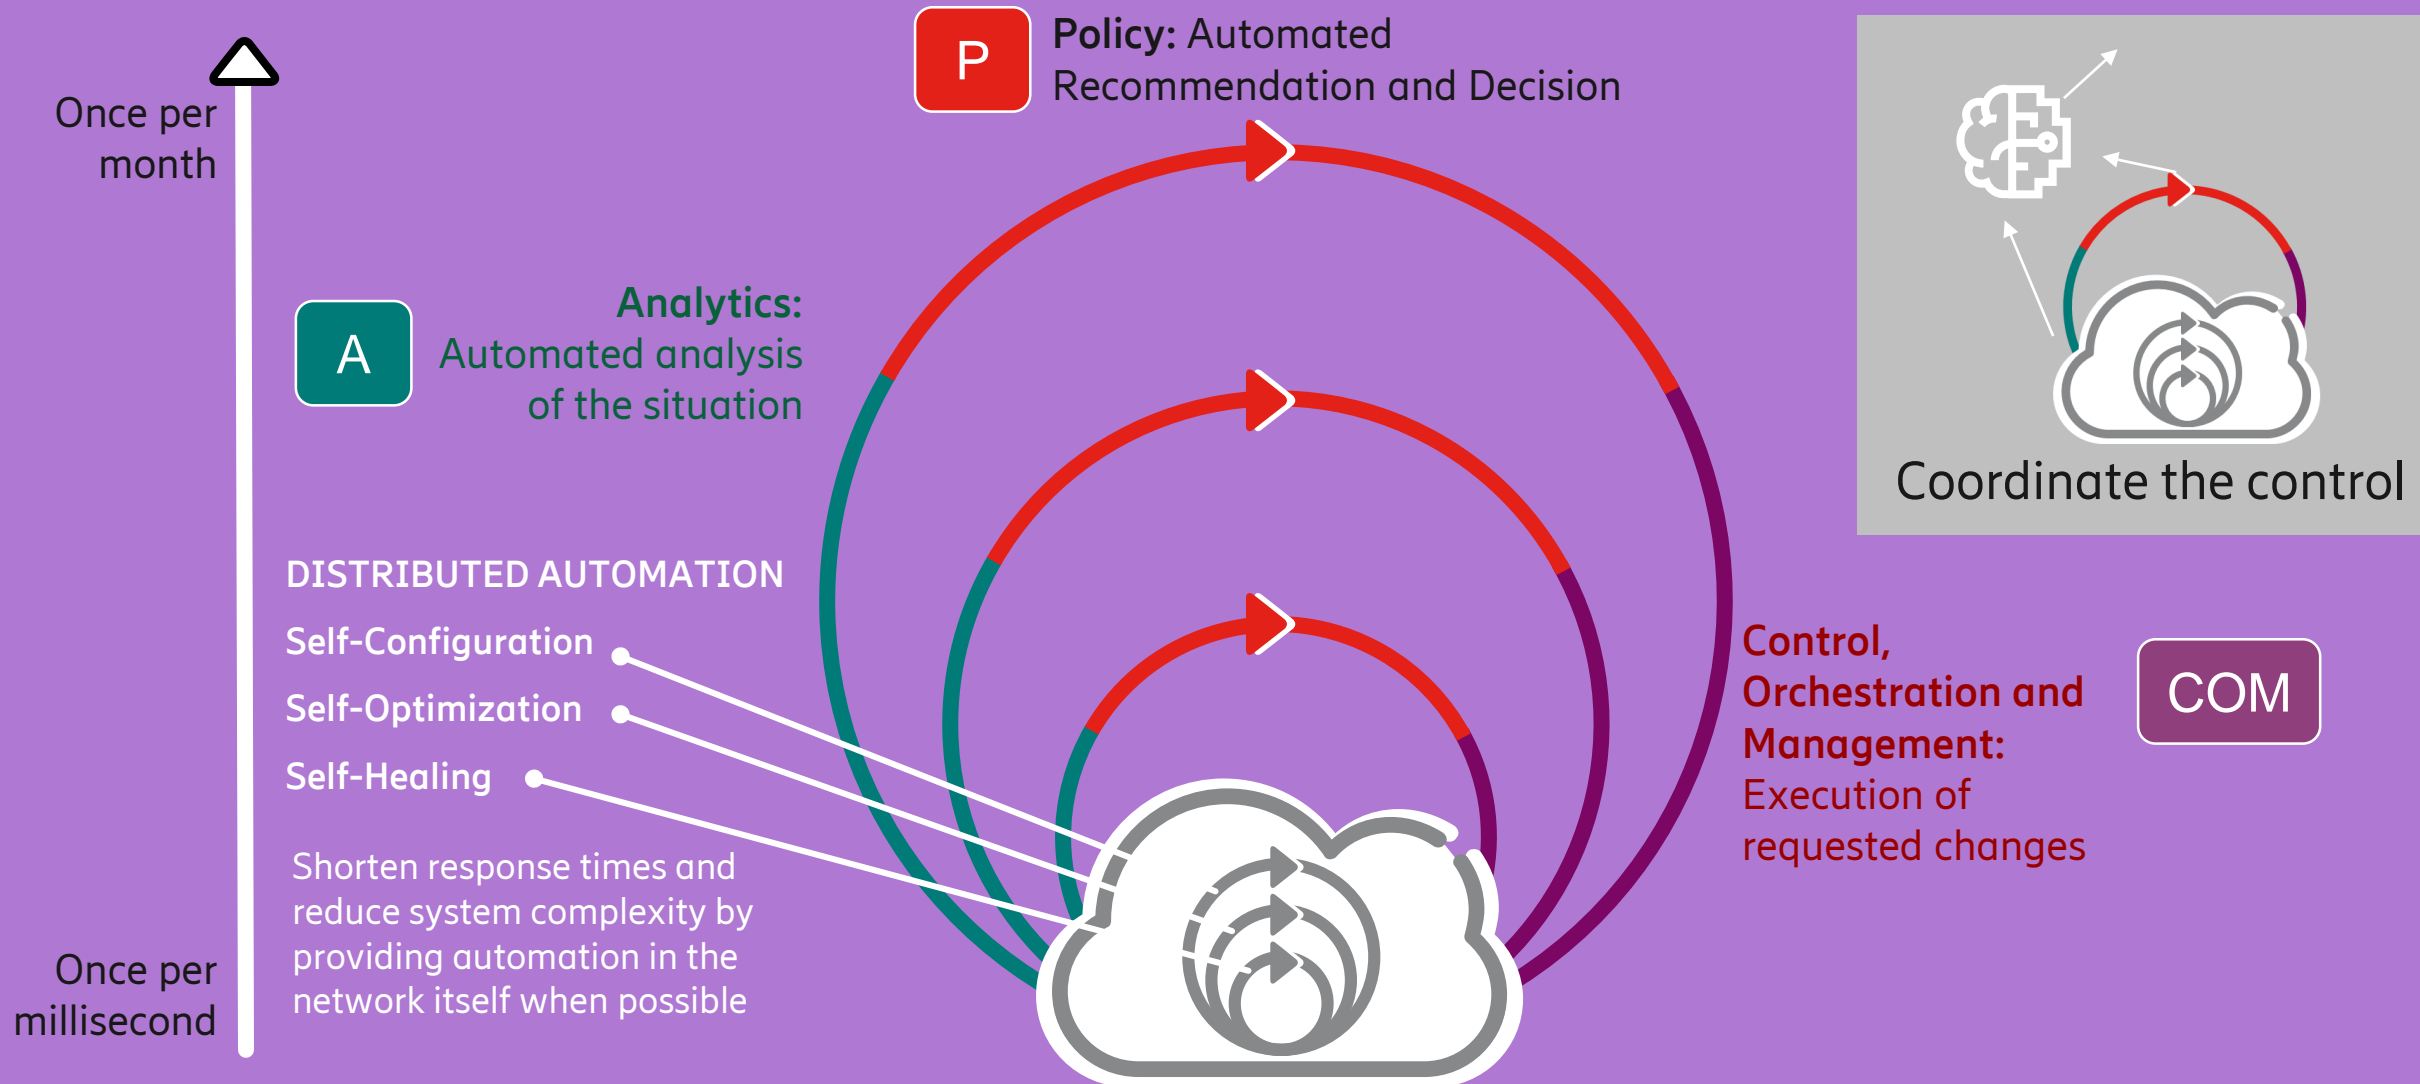 P
Policy: Automated
Recommendation and Decision
Once per
month
A
Analytics:
Automated analysis
of the situation
Coordinate the control
DISTRIBUTED AUTOMATION
Self-Configuration
Self-Optimization
Self-Healing
Shorten response times and
reduce system complexity by
providing automation in the
network itself when possible
Control,
Orchestration and
Management:
Execution of
requested changes
COM
Once per
millisecond